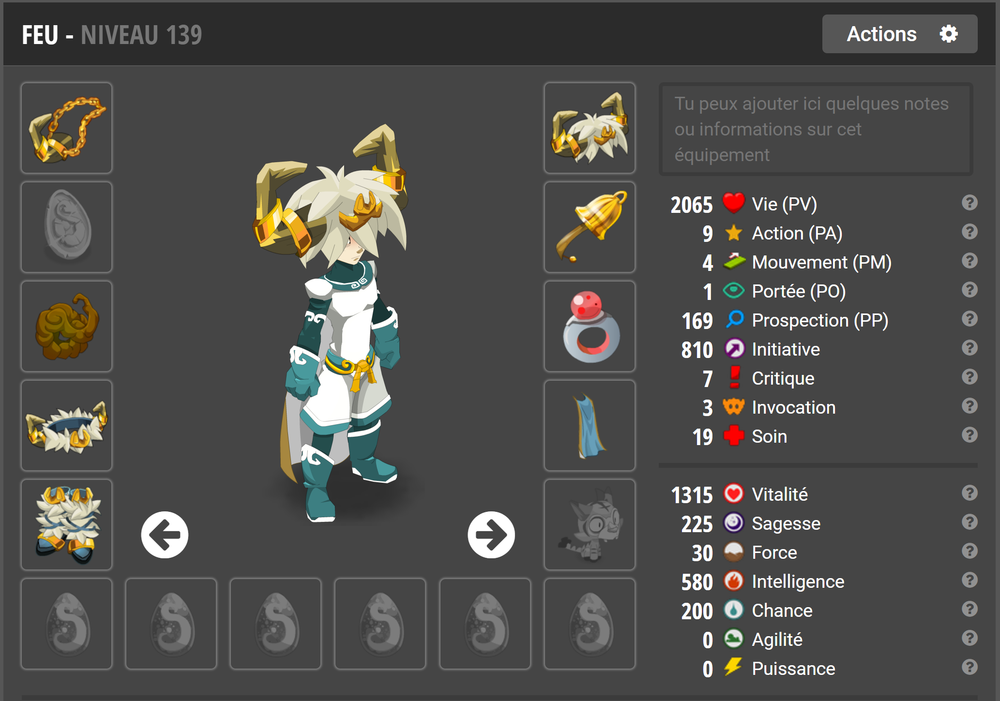 FEU - NIVEAU 139
Actions
Tu peux ajouter ici quelques notes
ou informations sur cet
équipement
2065 Vie (PV) ?
9 Action (PA) ?
4 Mouvement (PM) ?
1 Portée (PO) ?
169 Prospection (PP) ?
810 Initiative ?
7 Critique ?
3 Invocation ?
19 Soin ?
1315 Vitalité ?
225 Sagesse ?
30 Force ?
580 Intelligence ?
200 Chance ?
0 Agilité ?
0 Puissance ?